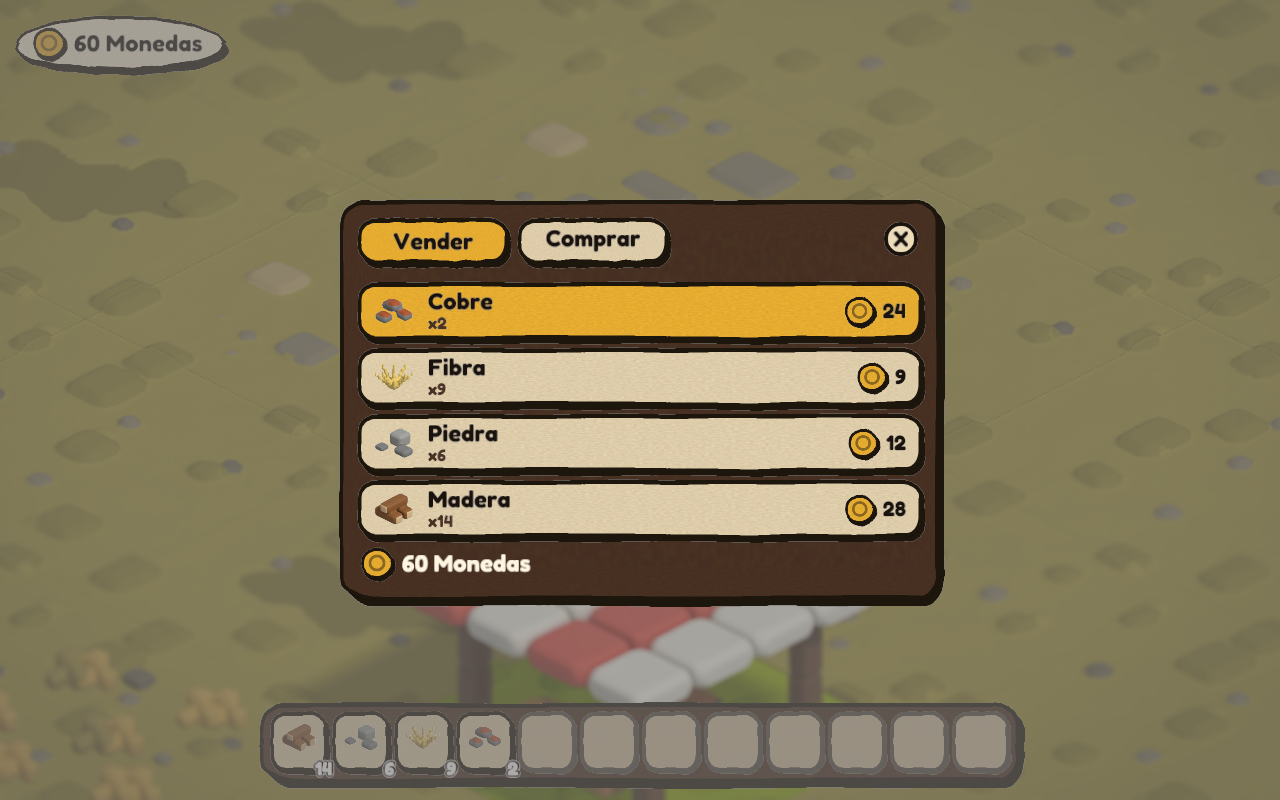 60 Monedas
Vender
Comprar
Cobre
x2
24
Fibra
x9
9
Piedra
x6
12
Madera
x14
28
60 Monedas
14
6
9
2